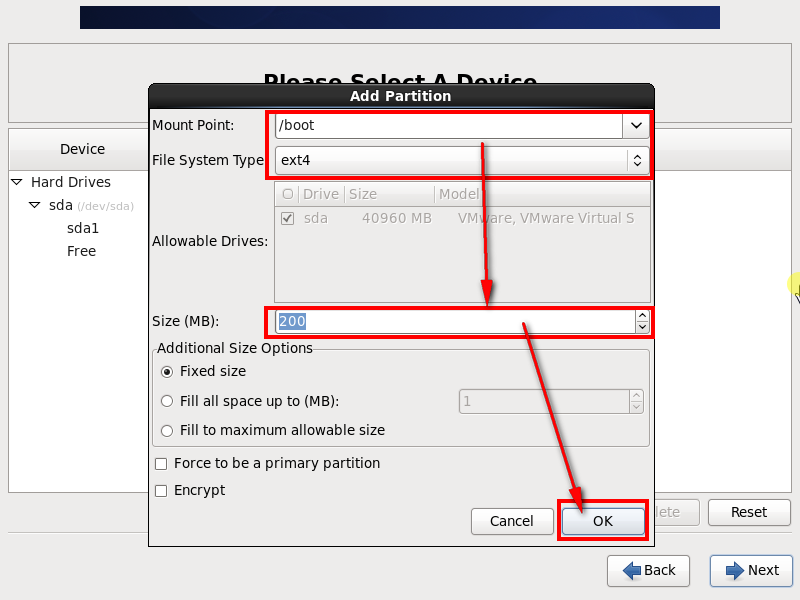 Please Select A Device
Add Partition
Mount Point: /boot
File System Type ext4
Device
Hard Drives
sda (/dev/sda)
sda1
Free
Allowable Drives:
Drive Size Model
sda 40960 MB VMware, VMware Virtual S
Size (MB): 200
Additional Size Options
Fixed size
Fill all space up to (MB): 1
Fill to maximum allowable size
Force to be a primary partition
Encrypt
Cancel OK
lete Reset
Back Next